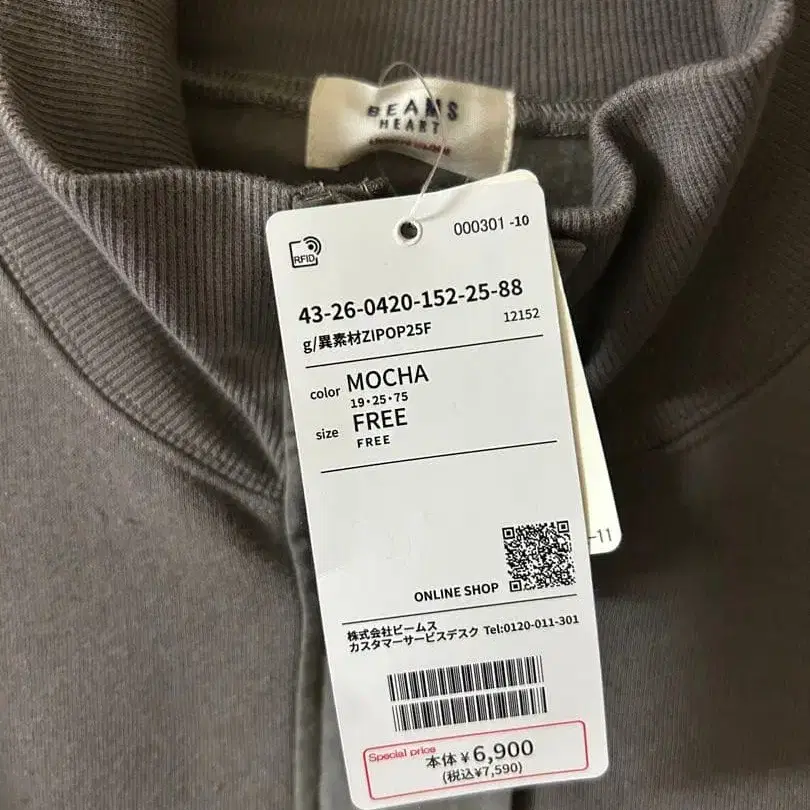 BEAMS
HEART
000301 -10
RFID
43-26-0420-152-25-88
g/異素材ZIPOP25F 12152
color MOCHA
19・25・75
size FREE
FREE
-11
ONLINE SHOP
株式会社ビームス
カスタマーサービスデスク Tel:0120-011-301
Special price
本体¥6,900
(税込¥7,590)